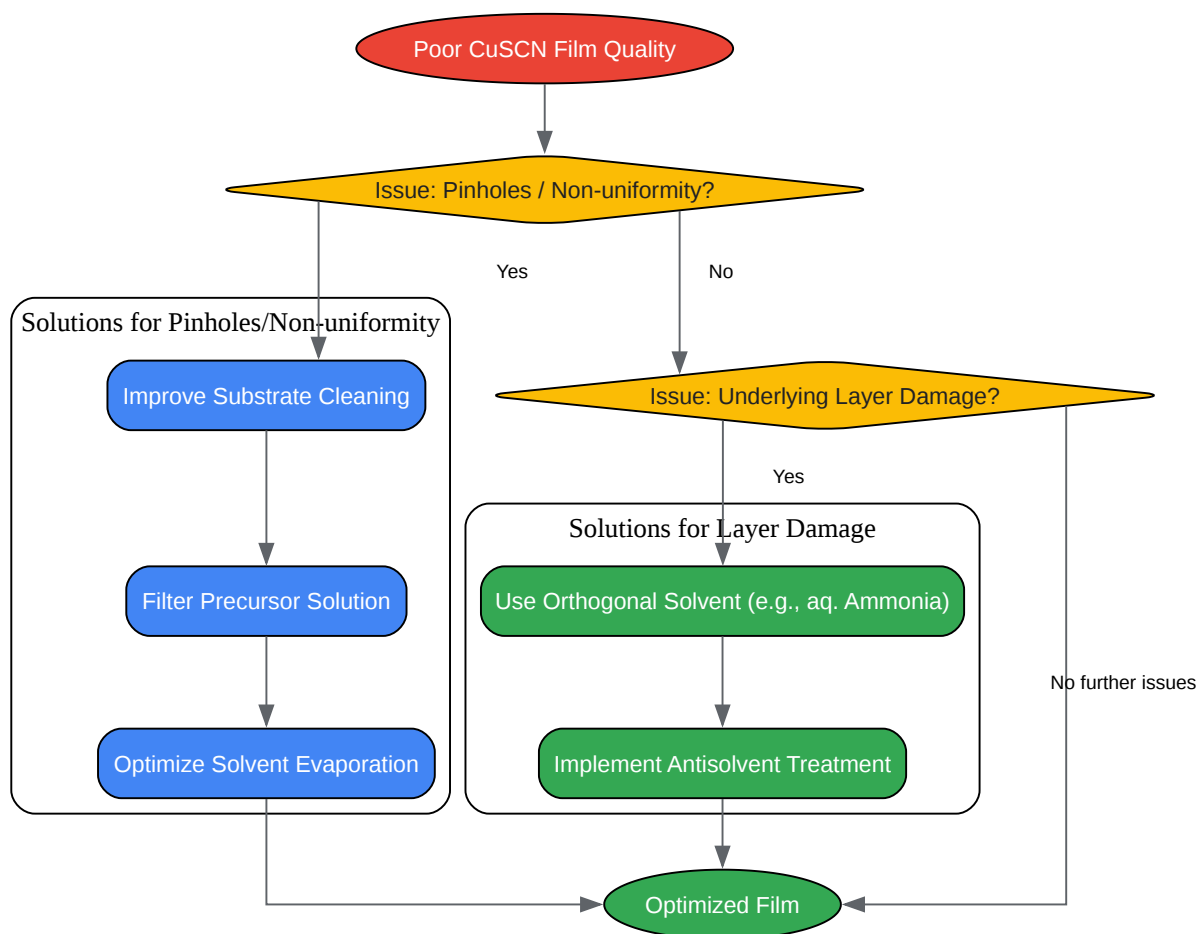 Poor CuSCN Film Quality
Issue: Pinholes / Non-uniformity?
Yes
No
Solutions for Pinholes/Non-uniformity
Improve Substrate Cleaning
Issue: Underlying Layer Damage?
Yes
Solutions for Layer Damage
Filter Precursor Solution
Use Orthogonal Solvent (e.g., aq. Ammonia)
No further issues
Optimize Solvent Evaporation
Implement Antisolvent Treatment
Optimized Film